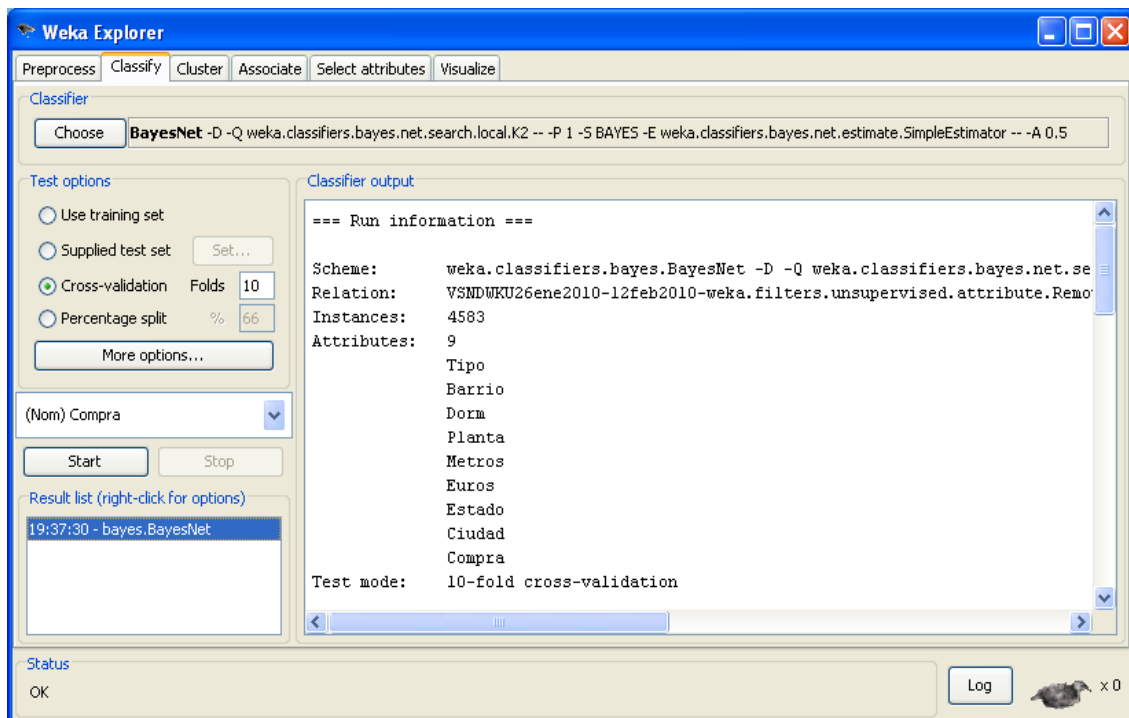 Weka Explorer
Preprocess Classify Cluster Associate Select attributes Visualize
Classifier
Choose BayesNet -D -Q weka.classifiers.bayes.net.search.local.K2 -- -P 1 -S BAYES -E weka.classifiers.bayes.net.estimate.SimpleEstimator -- -A 0.5
Test options
Use training set
Supplied test set Set...
Cross-validation Folds 10
Percentage split % 66
More options...
(Nom) Compra
Start Stop
Result list (right-click for options)
19:37:30 - bayes.BayesNet
Classifier output
=== Run information ===
Scheme: weka.classifiers.bayes.BayesNet -D -Q weka.classifiers.bayes.net.se
Relation: VSNDWKU26ene2010-12feb2010-weka.filters.unsupervised.attribute.Remo
Instances: 4583
Attributes: 9
Tipo
Barrio
Dorm
Planta
Metros
Euros
Estado
Ciudad
Compra
Test mode: 10-fold cross-validation
Status
OK
Log x 0